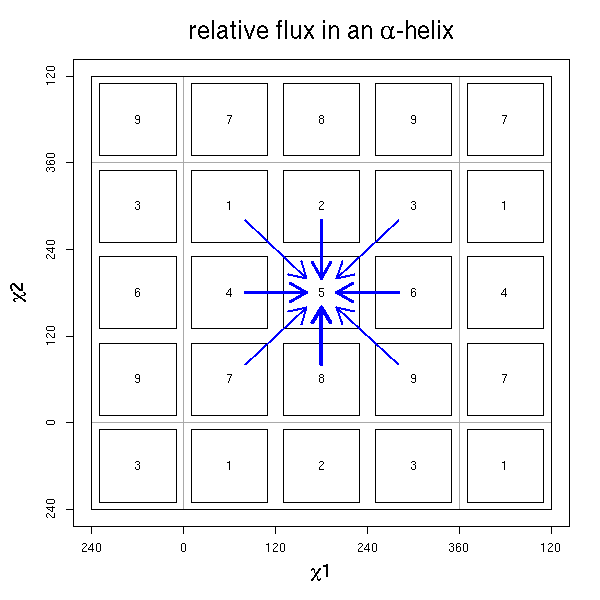 relative flux in an α-helix
120
9 7 8 9 7
360
3 1 2 3 1
240
χ2
6 4 5 6 4
120
9 7 8 9 7
0
3 1 2 3 1
240
240 0 120 240 360 120
χ1